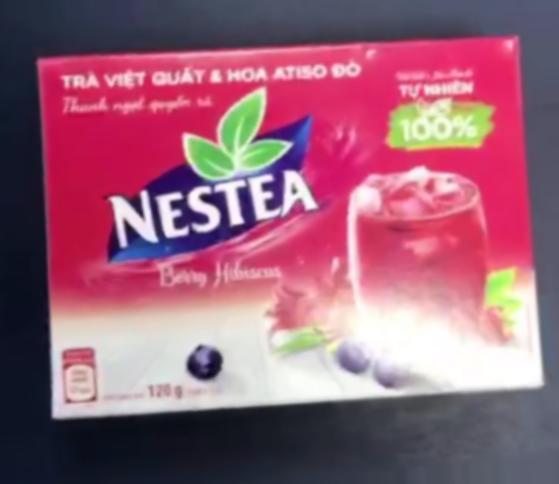 TRÀ VIỆT QUẤT & HOA ATISO ĐỎ
Thanh ngọt quyến rũ
TỰ NHIÊN
100%
NESTEA
Berry Hibiscus
120 g